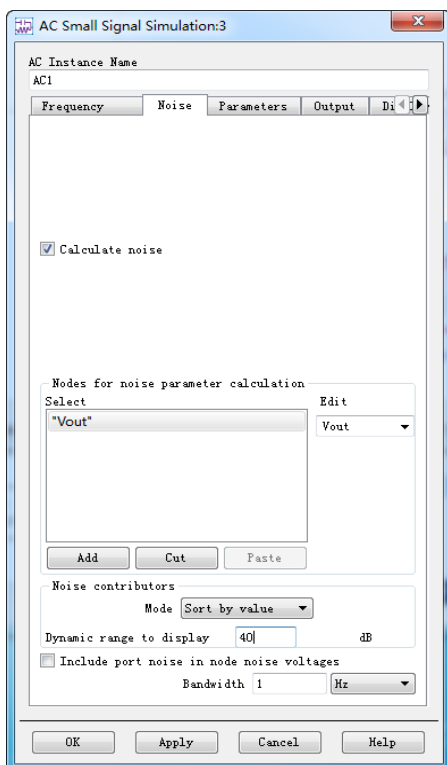 AC Small Signal Simulation:3
AC Instance Name
AC1
Frequency Noise Parameters Output
Calculate noise
Nodes for noise parameter calculation
Select Edit
"Vout" Vout
Add Cut Paste
Noise contributors
Mode Sort by value
Dynamic range to display 40 dB
Include port noise in node noise voltages
Bandwidth 1 Hz
OK Apply Cancel Help